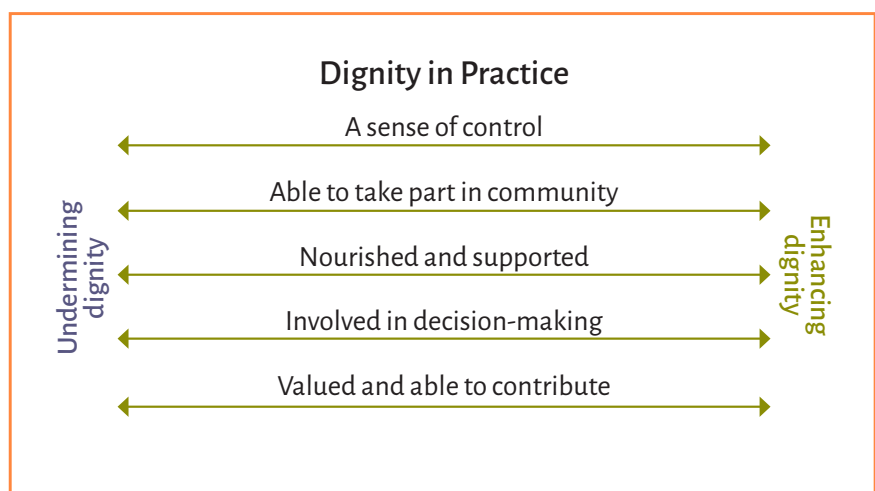 Dignity in Practice
A sense of control
Able to take part in community
Nourished and supported
Involved in decision-making
Valued and able to contribute
Undermining
dignity
Enhancing
dignity